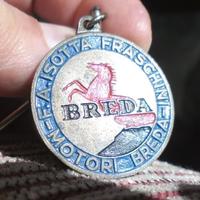 F.A. ISOTTA FRASCHINI
BREDA
MOTORI BREDA